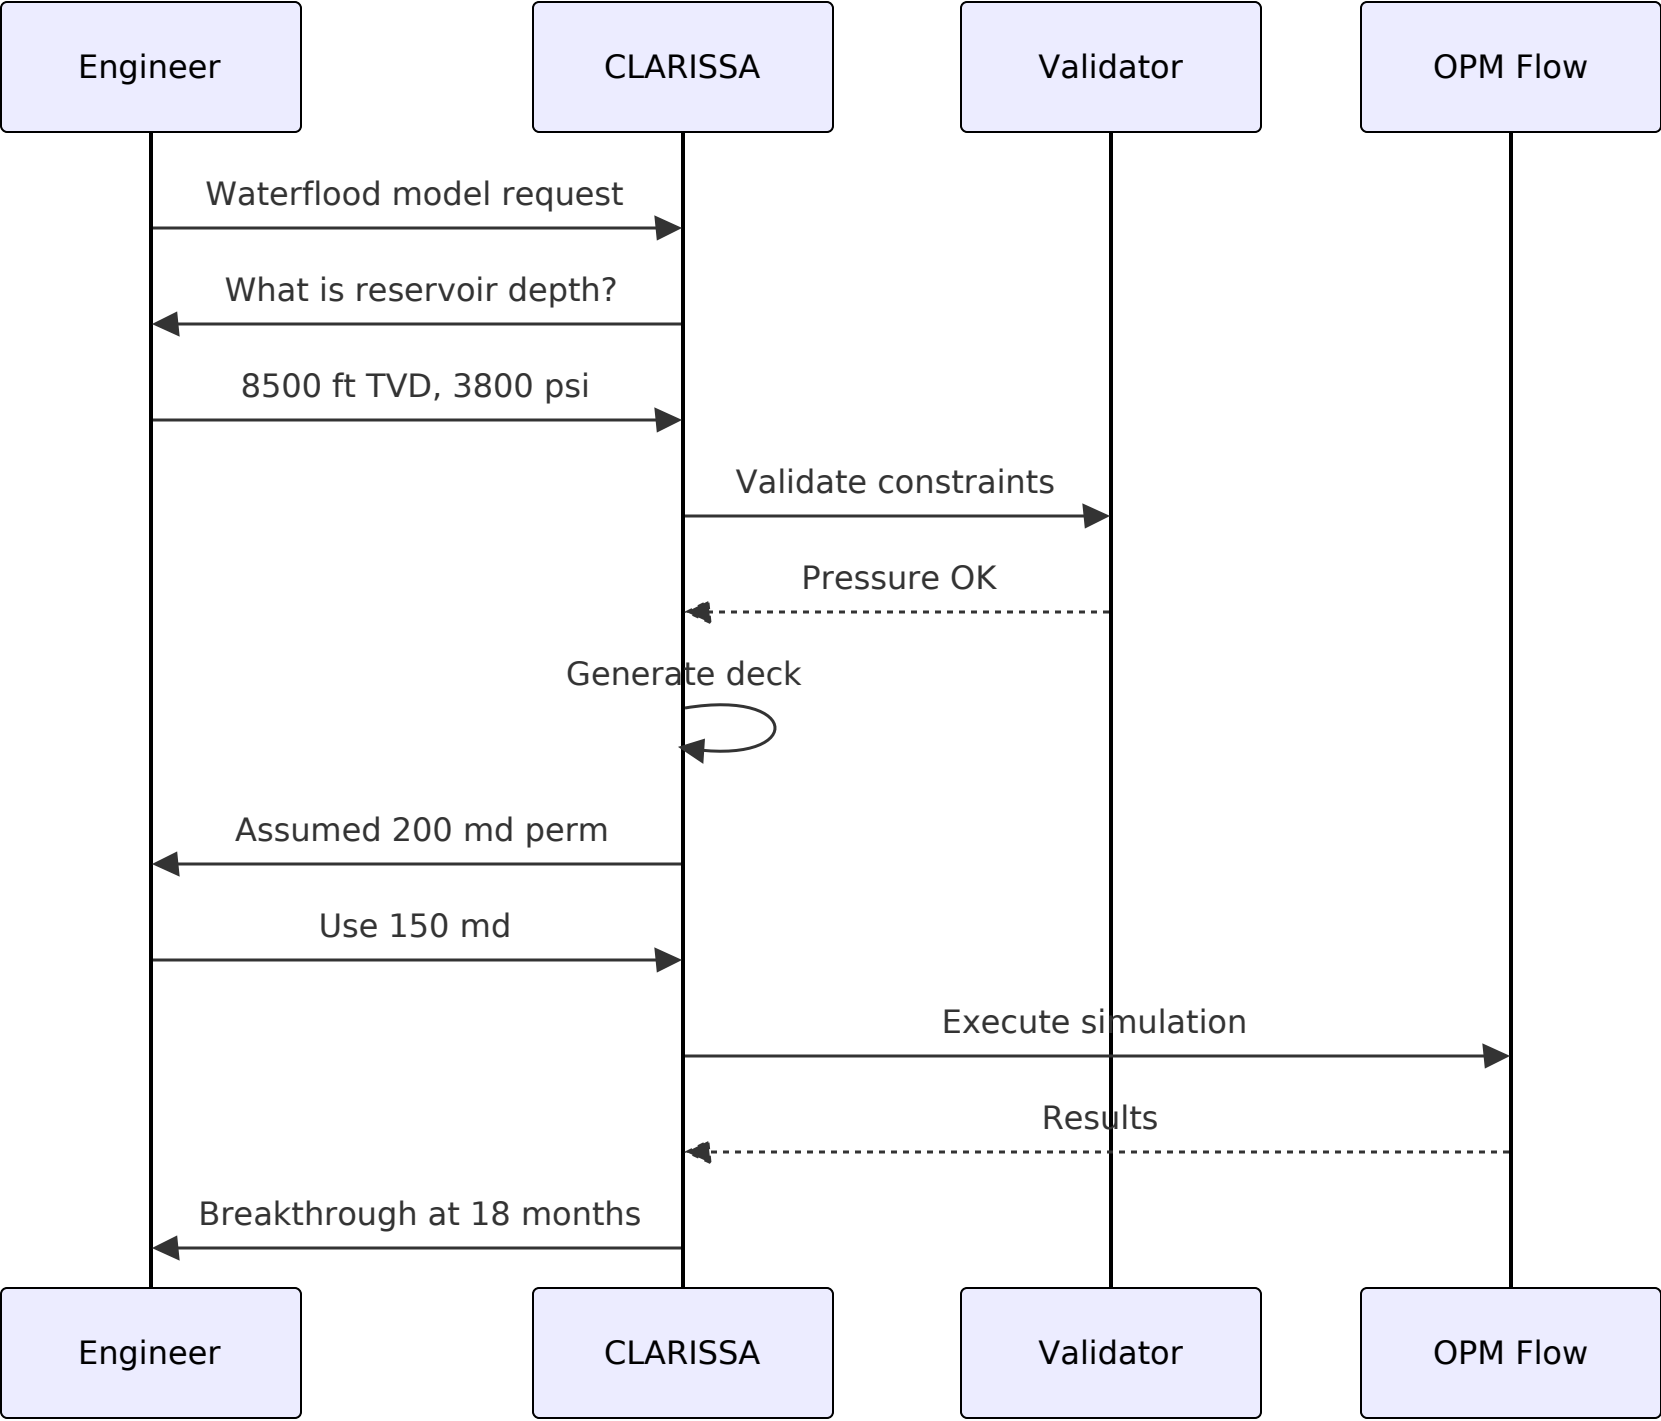 Engineer
CLARISSA
Validator
OPM Flow
Waterflood model request
What is reservoir depth?
8500 ft TVD, 3800 psi
Validate constraints
Pressure OK
Generate deck
Assumed 200 md perm
Use 150 md
Execute simulation
Results
Breakthrough at 18 months
Engineer
CLARISSA
Validator
OPM Flow